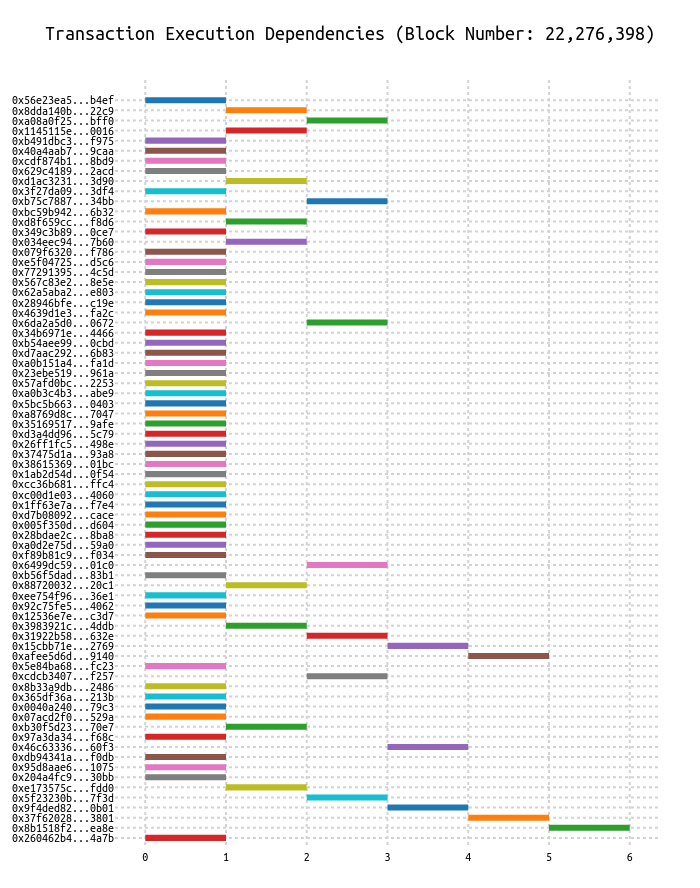 Transaction Execution Dependencies (Block Number: 22,276,398)
0x56e23ea5...b4ef
0x8dda140b...22c9
0xa08a0f25...bff0
0x1145115e...0016
0xb491dbc3...f975
0x40a4aab7...9caa
0xcdf874b1...8bd9
0x629c4189...2acd
0xd1ac3231...3d90
0x3f27da09...3df4
0xb75c7887...34bb
0xbc59b942...6b32
0xd8f659cc...f8d6
0x349c3b89...0ce7
0x034eec94...7b60
0x079f6320...f786
0xe5f04725...d5c6
0x77291395...4c5d
0x567c83e2...8e5e
0x62a5aba2...e803
0x28946bfe...c19e
0x4639d1e3...fa2c
0x6da2a5d0...0672
0x34b6971e...4466
0xb54aee99...0cbd
0xd7aac292...6b83
0xa0b151a4...fa1d
0x23ebe519...961a
0x57afd0bc...2253
0xa0b3c4b3...abe9
0x5bc5b663...0403
0xa8769d8c...7047
0x35169517...9afe
0xd3a4dd96...5c79
0x26ff1fc5...498e
0x37475d1a...93a8
0x38615369...01bc
0x1ab2d54d...0f54
0xcc36b681...ffc4
0xc00d1e03...4060
0x1ff63e7a...f7e4
0xd7b08092...cace
0x005f350d...d604
0x28bdae2c...8ba8
0xa0d2e75d...59a0
0xf89b81c9...f034
0x6499dc59...01c0
0xb56f5dad...83b1
0x88720032...20c1
0xee754f96...36e1
0x92c75fe5...4062
0x12536e7e...c3d7
0x3983921c...4ddb
0x31922b58...632e
0x15cbb71e...2769
0xafee5d6d...9140
0x5e84ba68...fc23
0xcdcb3407...f257
0x8b33a9db...2486
0x365df36a...213b
0x0040a240...79c3
0x07acd2f0...529a
0xb30f5d23...70e7
0x97a3da34...f68c
0x46c63336...60f3
0xdb94341a...f0db
0x95d8aae6...1075
0x204a4fc9...30bb
0xe173575c...fdd0
0x5f23230b...7f3d
0x9f4ded82...0b01
0x37f62028...3801
0x8b1518f2...ea8e
0x260462b4...4a7b
0 1 2 3 4 5 6